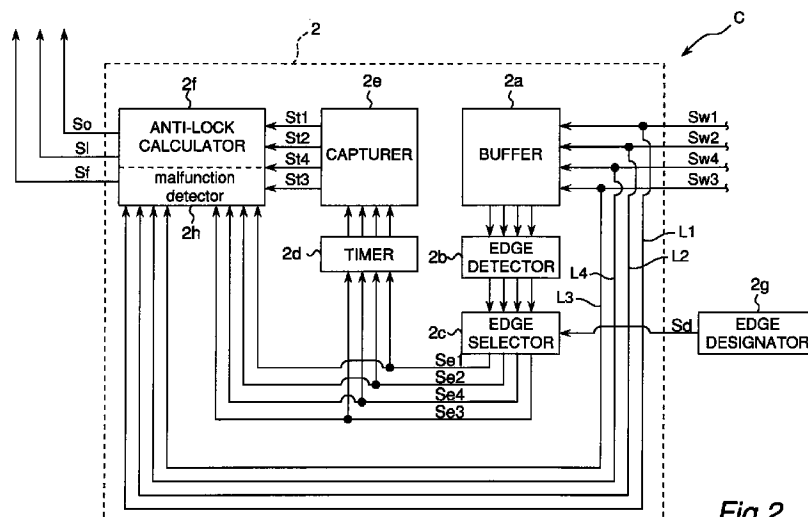 2
C
2f
2e
2a
So
Sl
Sf
ANTI-LOCK
CALCULATOR
malfunction
detector
2h
St1
St2
St4
St3
CAPTURER
BUFFER
Sw1
Sw2
Sw4
Sw3
2d
TIMER
2b
EDGE
DETECTOR
L4
L3
L1
L2
2c
EDGE
SELECTOR
Sd
2g
EDGE
DESIGNATOR
Se1
Se2
Se4
Se3
Fig.2